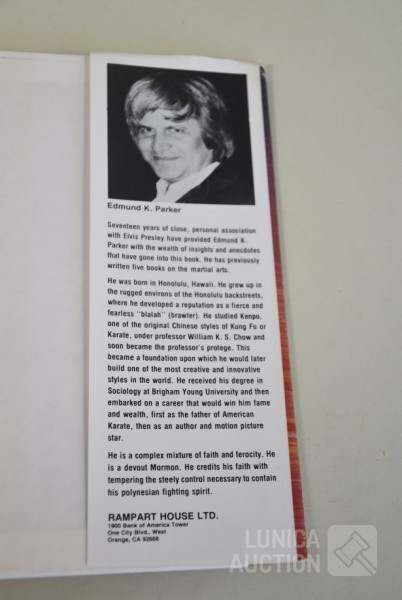 Edmund K. Parker
Seventeen years of close, personal association
with Elvis Presley have provided Edmund K.
Parker with the wealth of insights and anecdotes
that have gone into this book. He has previously
written five books on the martial arts.
He was born in Honolulu, Hawaii. He grew up in
the rugged environs of the Honolulu backstreets,
where he developed a reputation as a fierce and
fearless "blalah" (brawler). He studied Kenpo,
one of the original Chinese styles of Kung Fu or
Karate, under professor William K. S. Chow and
soon became the professor's protege. This
became a foundation upon which he would later
build one of the most creative and innovative
styles in the world. He received his degree in
Sociology at Brigham Young University and then
embarked on a career that would win him fame
and wealth, first as the father of American
Karate, then as an author and motion picture
star.
He is a complex mixture of faith and ferocity. He
is a devout Mormon. He credits his faith with
tempering the steely control necessary to contain
his polynesian fighting spirit.
RAMPART HOUSE LTD.
1900 Bank of America Tower
One City Blvd., West
Orange, CA 92668
LUNICA
AUCTION